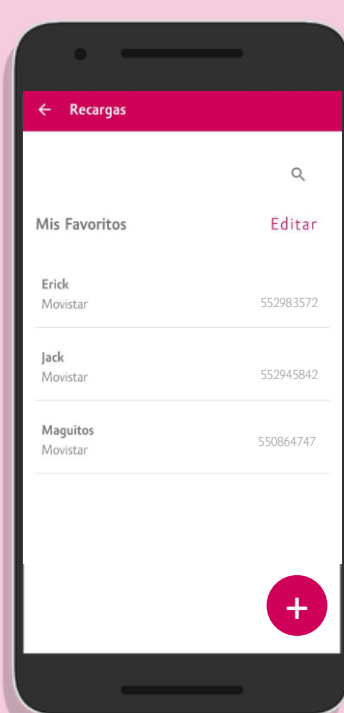 ← Recargas
Mis Favoritos Editar
Erick
Movistar 552983572
Jack
Movistar 552945842
Maguitos
Movistar 550864747
+